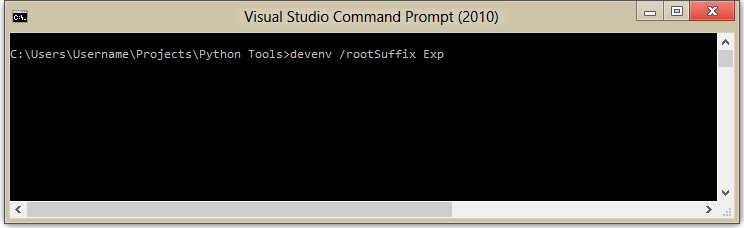 Visual Studio Command Prompt (2010)
C:\Users\Username\Projects\Python Tools>devenv /rootSuffix Exp